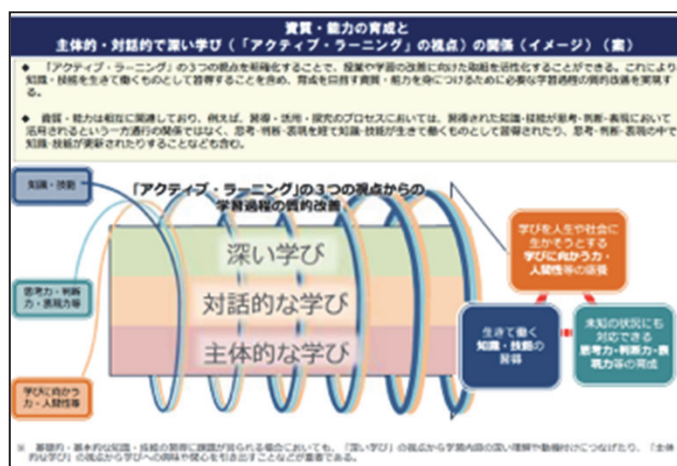 資質・能力の育成と
主体的・対話的で深い学び（「アクティブ・ラーニング」の視点）の関係（イメージ）（案）
● 「アクティブ・ラーニング」の３つの視点を明確化することで、授業や学習の改善に向けた取組を活性化することができる。これにより
知識・技能を生きて働くものとして習得することを含め、育成を目指す資質・能力を身につけるために必要な学習過程の質的改善を実現す
る。
● 資質・能力は相互に関連しており、例えば、習得・活用・探究のプロセスにおいては、習得された知識・技能が思考・判断・表現において
活用されるという一方通行の関係ではなく、思考・判断・表現を経て知識・技能が生きて働くものとして習得されたり、思考・判断・表現の中で
知識・技能が更新されたりすることなども含む。
知識・技能
「アクティブ・ラーニング」の３つの視点からの
学習過程の質的改善
深い学び
対話的な学び
主体的な学び
思考力・判断
力・表現力等
学びに向かう
力・人間性等
学びを人生や社会に
生かそうとする
学びに向かう力・
人間性等の涵養
生きて働く
知識・技能の
習得
未知の状況にも
対応できる
思考力・判断力・表
現力等の育成
※ 基礎的・基本的な知識・技能の習得に課題が見られる場合においても、「深い学び」の視点から学習内容の深い理解や動機付けにつなげたり、「主体
的な学び」の視点から学びへの興味や関心を引き出すことなどが重要である。